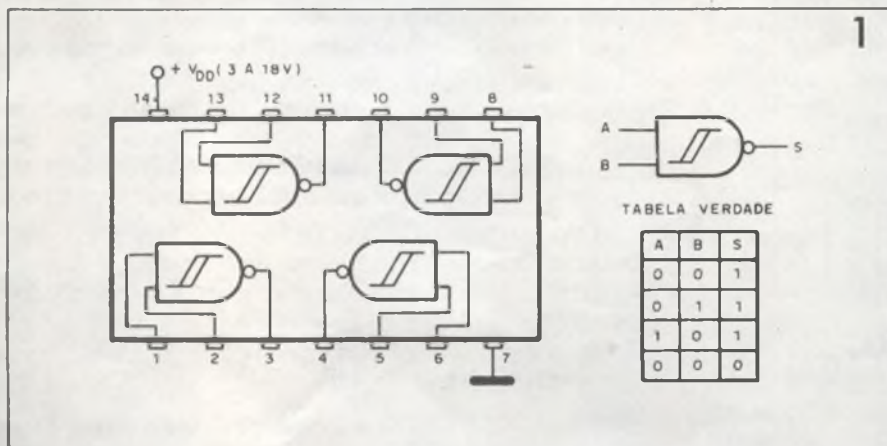 1
+ VDD ( 3 A 18V )
14 13 12 11 10 9 8
A
B
S
TABELA VERDADE
A B S
0 0 1
0 1 1
1 0 1
0 0 0
1 2 3 4 5 6 7